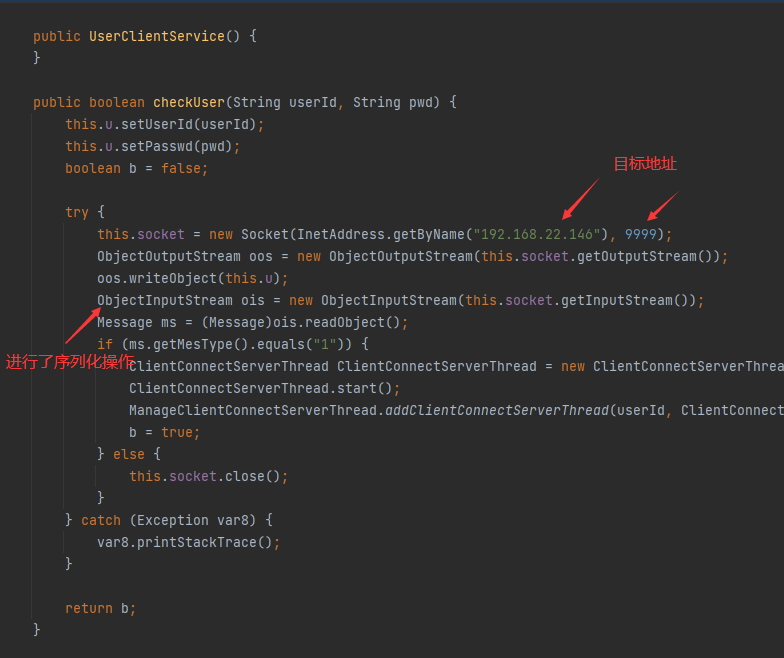 public UserClientService() {
}
public boolean checkUser(String userId, String pwd) {
this.u.setUserId(userId);
this.u.setPasswd(pwd);
boolean b = false;
目标地址
try {
this.socket = new Socket(InetAddress.getByName("192.168.22.146"), 9999);
ObjectOutputStream oos = new ObjectOutputStream(this.socket.getOutputStream());
oos.writeObject(this.u);
ObjectInputStream ois = new ObjectInputStream(this.socket.getInputStream());
Message ms = (Message)ois.readObject();
if (ms.getMesType().equals("1")) {
进行了序列化操作
ClientConnectServerThread ClientConnectServerThread = new ClientConnectServerThrea
ClientConnectServerThread.start();
ManageClientConnectServerThread.addClientConnectServerThread(userId, ClientConnect
b = true;
} else {
this.socket.close();
}
} catch (Exception var8) {
var8.printStackTrace();
}
return b;
}